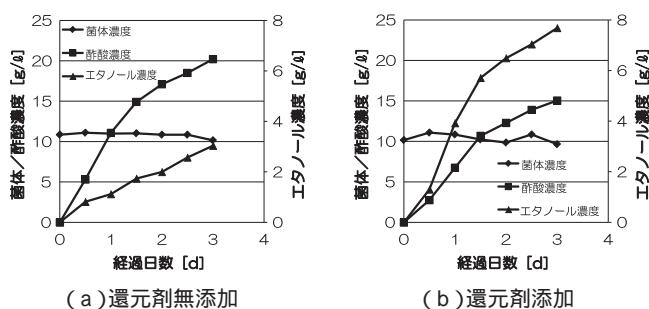 菌体／酢酸濃度 [g/ℓ]
25
20
15
10
5
0
菌体濃度
酢酸濃度
エタノール濃度
8
6
4
2
0
エタノール濃度 [g/ℓ]
0 1 2 3 4
経過日数 [d]
(a)還元剤無添加
菌体／酢酸濃度 [g/ℓ]
25
20
15
10
5
0
菌体濃度
酢酸濃度
エタノール濃度
8
6
4
2
0
エタノール濃度 [g/ℓ]
0 1 2 3 4
経過日数 [d]
(b)還元剤添加